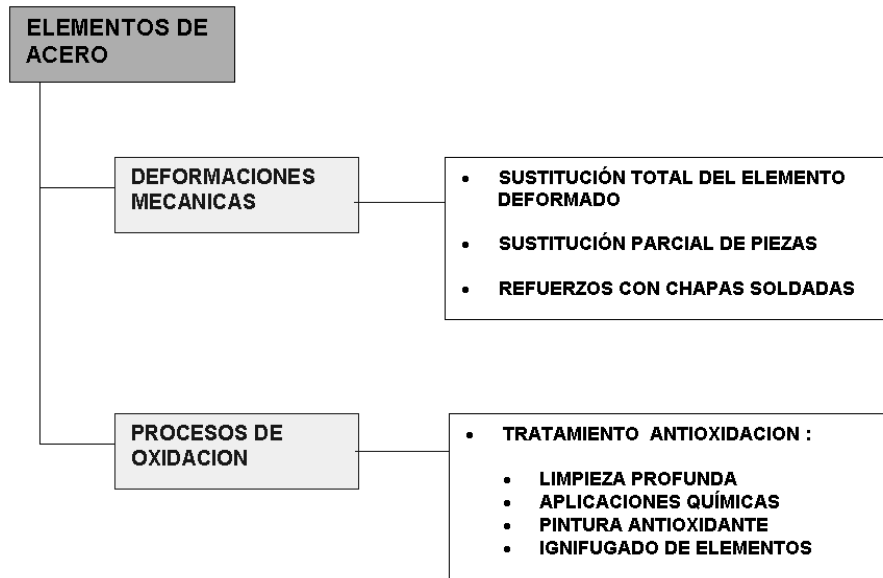 ELEMENTOS DE
ACERO
DEFORMACIONES
MECANICAS
• SUSTITUCIÓN TOTAL DEL ELEMENTO
DEFORMADO
• SUSTITUCIÓN PARCIAL DE PIEZAS
• REFUERZOS CON CHAPAS SOLDADAS
PROCESOS DE
OXIDACION
• TRATAMIENTO ANTIOXIDACION :
• LIMPIEZA PROFUNDA
• APLICACIONES QUÍMICAS
• PINTURA ANTIOXIDANTE
• IGNIFUGADO DE ELEMENTOS